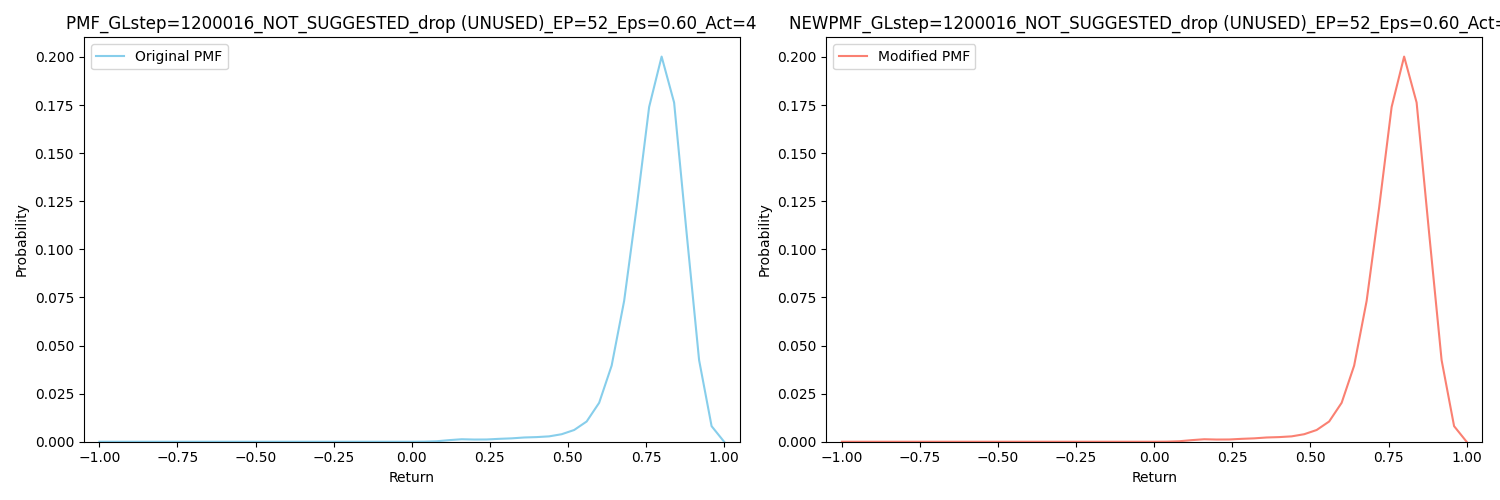 PMF_GLstep=1200016_NOT_SUGGESTED_drop (UNUSED)_EP=52_Eps=0.60_Act=4
Original PMF
0.200
0.175
0.150
0.125
0.100
0.075
0.050
0.025
0.000
Probability
−1.00 −0.75 −0.50 −0.25 0.00 0.25 0.50 0.75 1.00
Return
NEWPMF_GLstep=1200016_NOT_SUGGESTED_drop (UNUSED)_EP=52_Eps=0.60_Act=
Modified PMF
0.200
0.175
0.150
0.125
0.100
0.075
0.050
0.025
0.000
Probability
−1.00 −0.75 −0.50 −0.25 0.00 0.25 0.50 0.75 1.00
Return